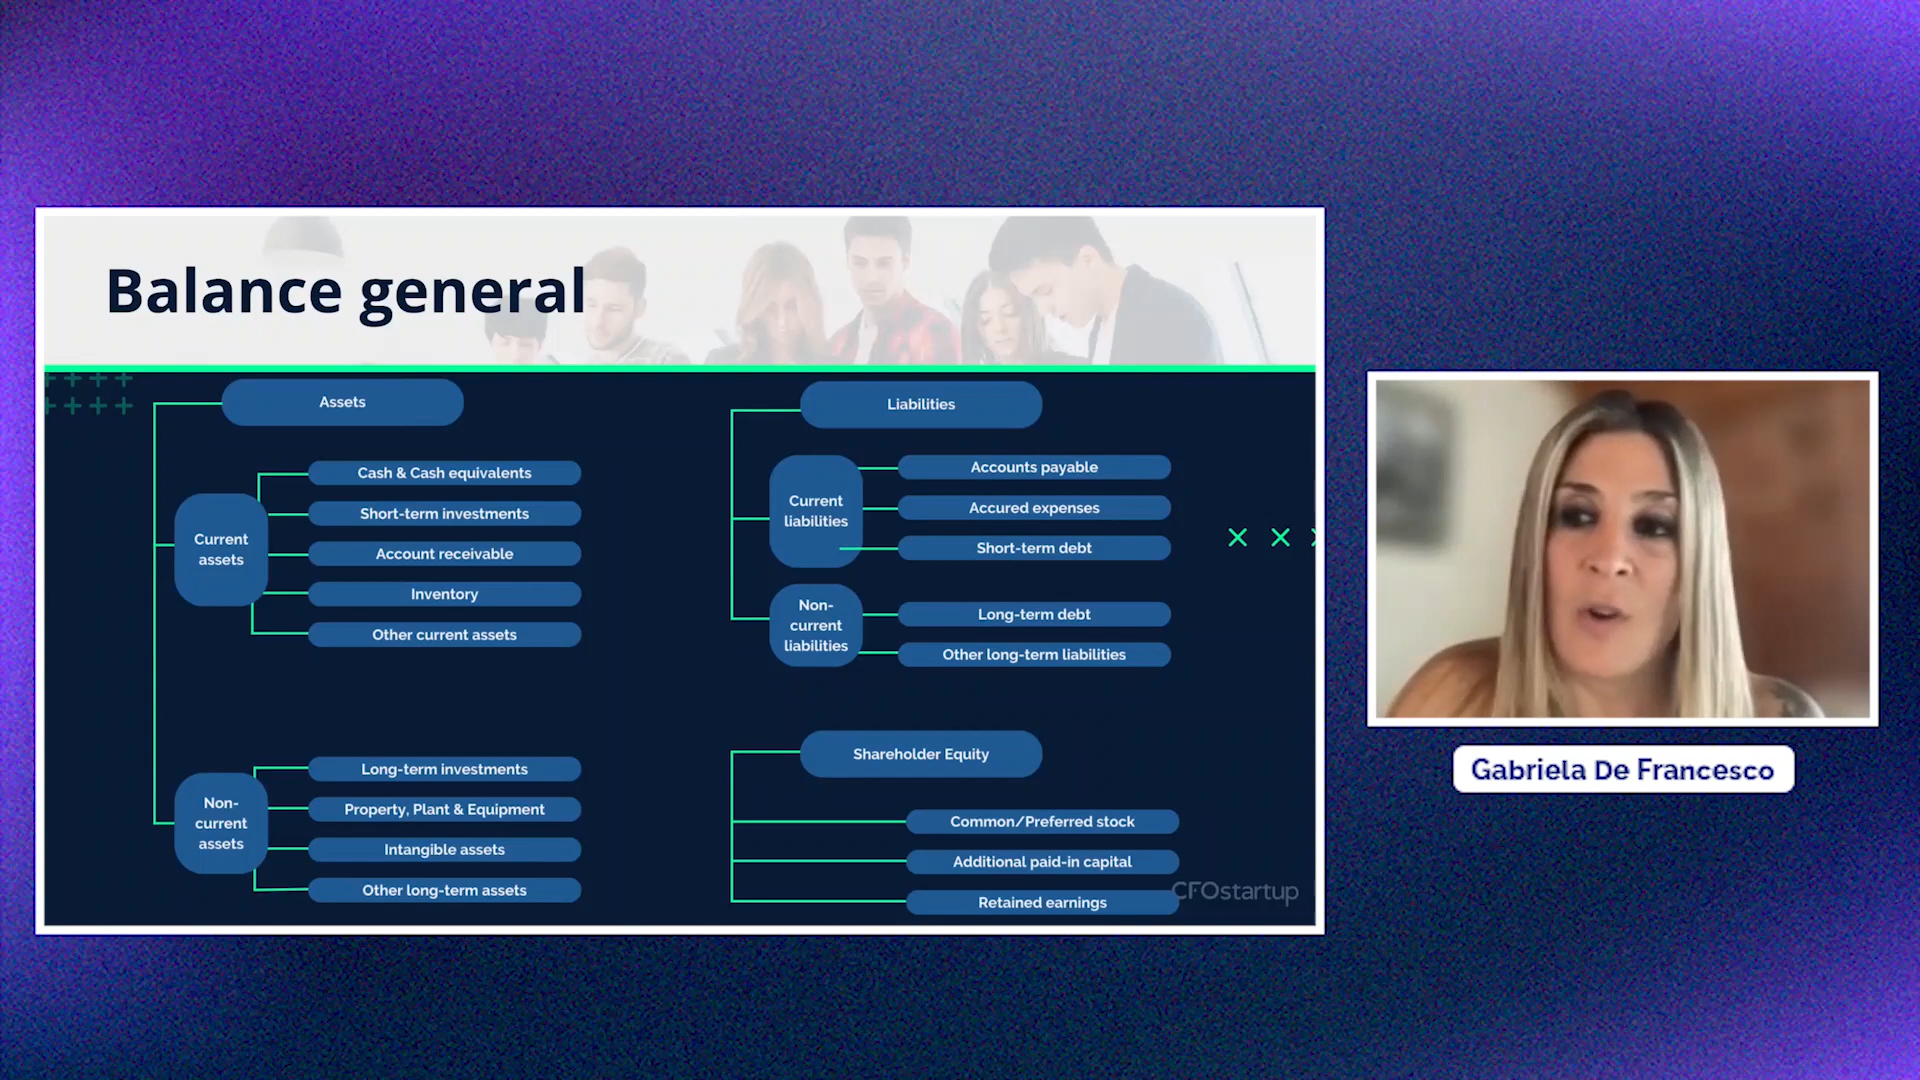 Balance general
Assets
Current
assets
Cash & Cash equivalents
Short-term investments
Account receivable
Inventory
Other current assets
Non-
current
assets
Long-term investments
Property, Plant & Equipment
Intangible assets
Other long-term assets
Liabilities
Current
liabilities
Accounts payable
Accured expenses
Short-term debt
Non-
current
liabilities
Long-term debt
Other long-term liabilities
Shareholder Equity
Common/Preferred stock
Additional paid-in capital
Retained earnings
CFOstartup
Gabriela De Francesco